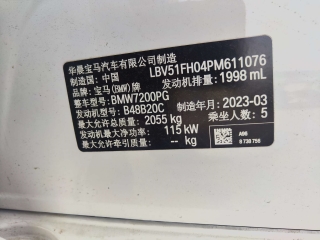 华晨宝马汽车有限公司制造
制造国: 中国 LBV51FH04PM611076
品牌: 宝马(BMW)牌 发动机排量: 1998 mL
整车型号: BMW7200PG
发动机型号: B48B20C 制造年月: 2023-03
最大允许总质量: 2055 kg 乘坐人数: 5
发动机最大净功率: 115 kW
最大允许牵引质量: -- kg